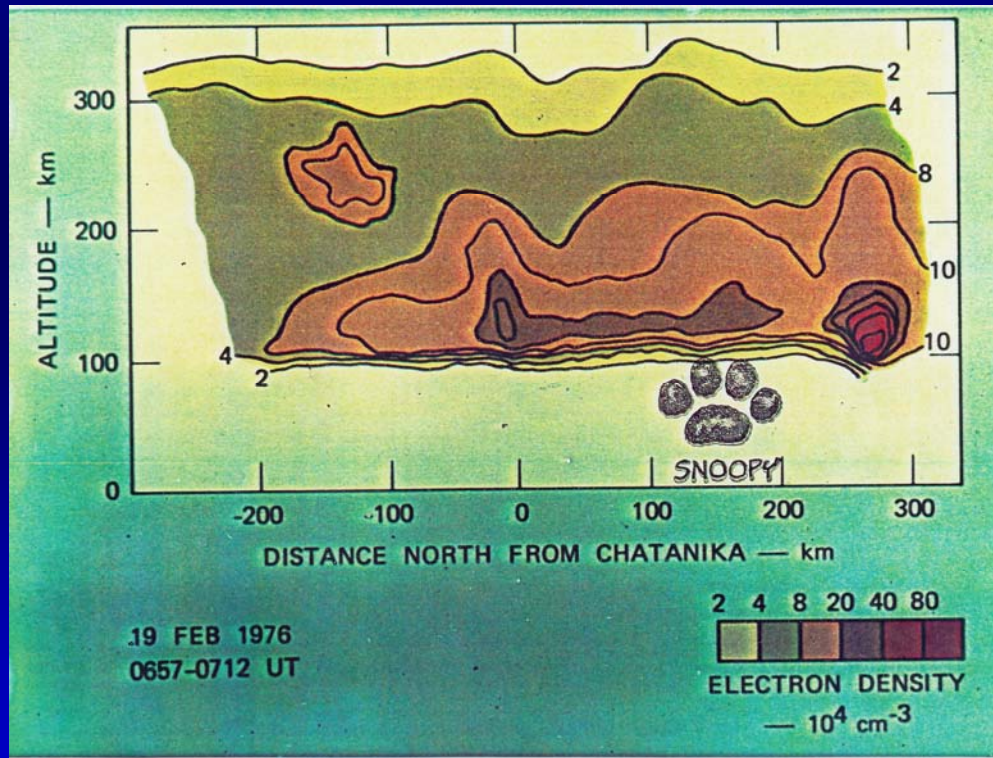 2
4
8
10
10
300
200
100
0
4
2
ALTITUDE — km
SNOOPY
-200 -100 0 100 200 300
DISTANCE NORTH FROM CHATANIKA — km
19 FEB 1976
0657-0712 UT
2 4 8 20 40 80
ELECTRON DENSITY
— 10⁴ cm⁻³